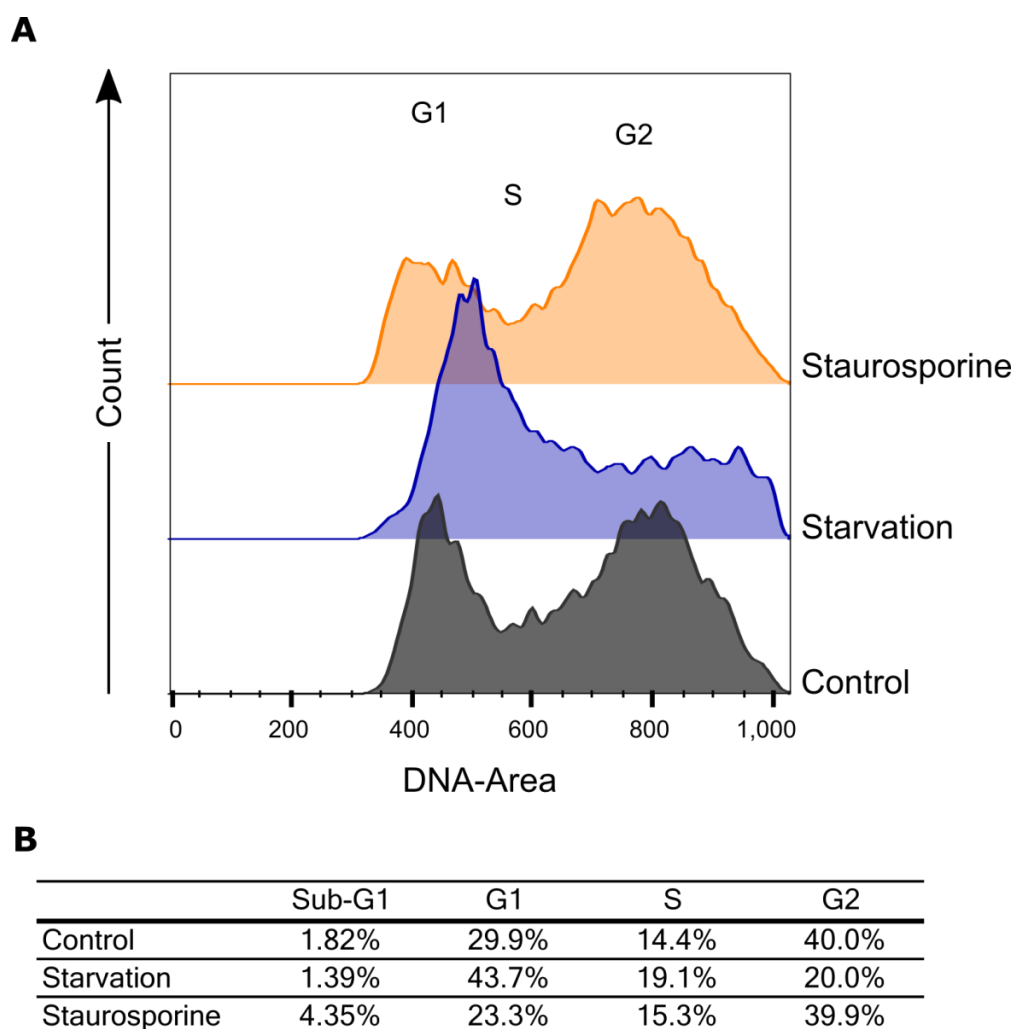 A
G1
G2
S
Count
Staurosporine
Starvation
Control
0 200 400 600 800 1,000
DNA-Area
B
Sub-G1 G1 S G2
Control 1.82% 29.9% 14.4% 40.0%
Starvation 1.39% 43.7% 19.1% 20.0%
Staurosporine 4.35% 23.3% 15.3% 39.9%